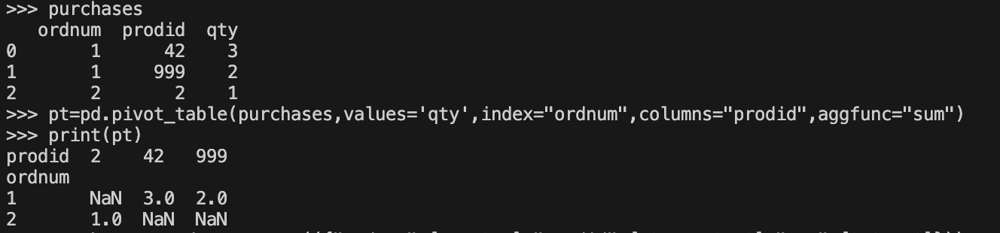 >>> purchases
   ordnum  prodid  qty
0       1      42    3
1       1     999    2
2       2       2    1
>>> pt=pd.pivot_table(purchases,values='qty',index="ordnum",columns="prodid",aggfunc="sum")
>>> print(pt)
prodid  2    42   999
ordnum
1       NaN  3.0  2.0
2       1.0  NaN  NaN